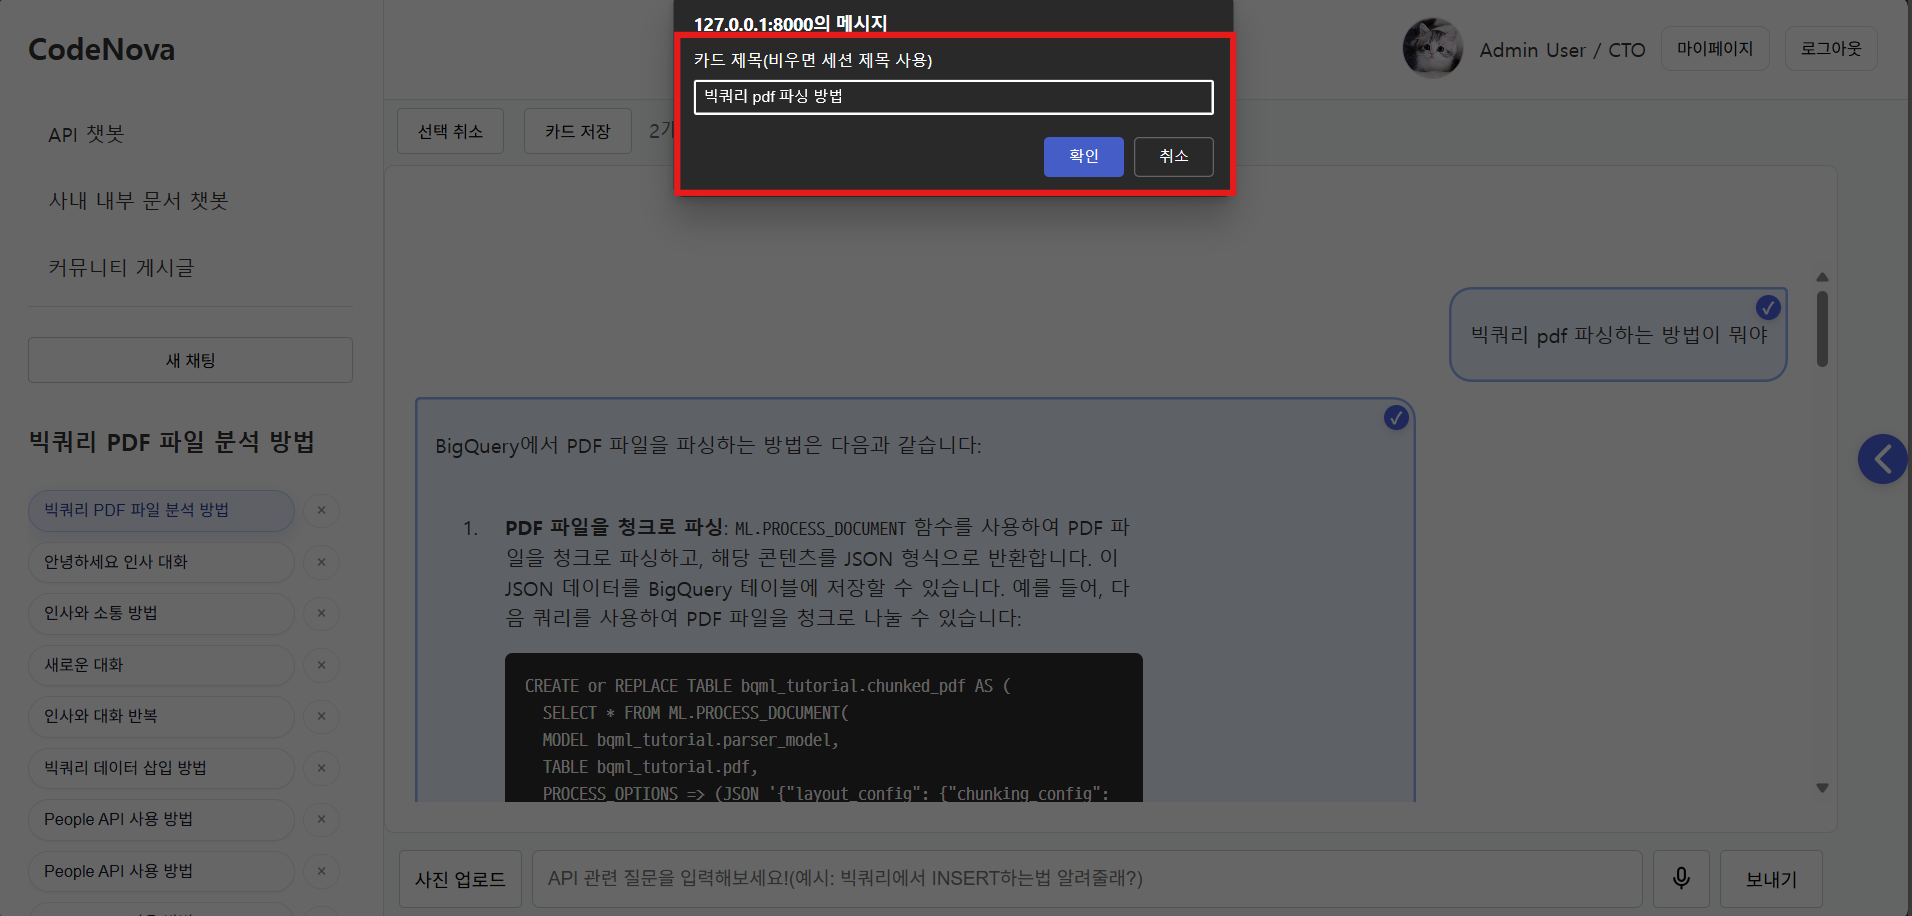 CodeNova
API 챗봇
사내 내부 문서 챗봇
커뮤니티 게시글
새 채팅
빅쿼리 PDF 파일 분석 방법
빅쿼리 PDF 파일 분석 방법 ×
안녕하세요 인사 대화 ×
인사와 소통 방법 ×
새로운 대화 ×
인사와 대화 반복 ×
빅쿼리 데이터 삽입 방법 ×
People API 사용 방법 ×
People API 사용 방법 ×
127.0.0.1:8000의 메시지
카드 제목(비우면 세션 제목 사용)
빅쿼리 pdf 파싱 방법
확인 취소
Admin User / CTO 마이페이지 로그아웃
선택 취소 카드 저장
빅쿼리 pdf 파싱하는 방법이 뭐야
BigQuery에서 PDF 파일을 파싱하는 방법은 다음과 같습니다:
1. PDF 파일을 청크로 파싱: ML.PROCESS_DOCUMENT 함수를 사용하여 PDF 파
일을 청크로 파싱하고, 해당 콘텐츠를 JSON 형식으로 반환합니다. 이
JSON 데이터를 BigQuery 테이블에 저장할 수 있습니다. 예를 들어, 다
음 쿼리를 사용하여 PDF 파일을 청크로 나눌 수 있습니다:
CREATE or REPLACE TABLE bqml_tutorial.chunked_pdf AS (
SELECT * FROM ML.PROCESS_DOCUMENT(
MODEL bqml_tutorial.parser_model,
TABLE bqml_tutorial.pdf,
PROCESS_OPTIONS => (JSON '{"layout_config": {"chunking_config":
사진 업로드 API 관련 질문을 입력해보세요!(예시: 빅쿼리에서 INSERT하는법 알려줄래?) 보내기